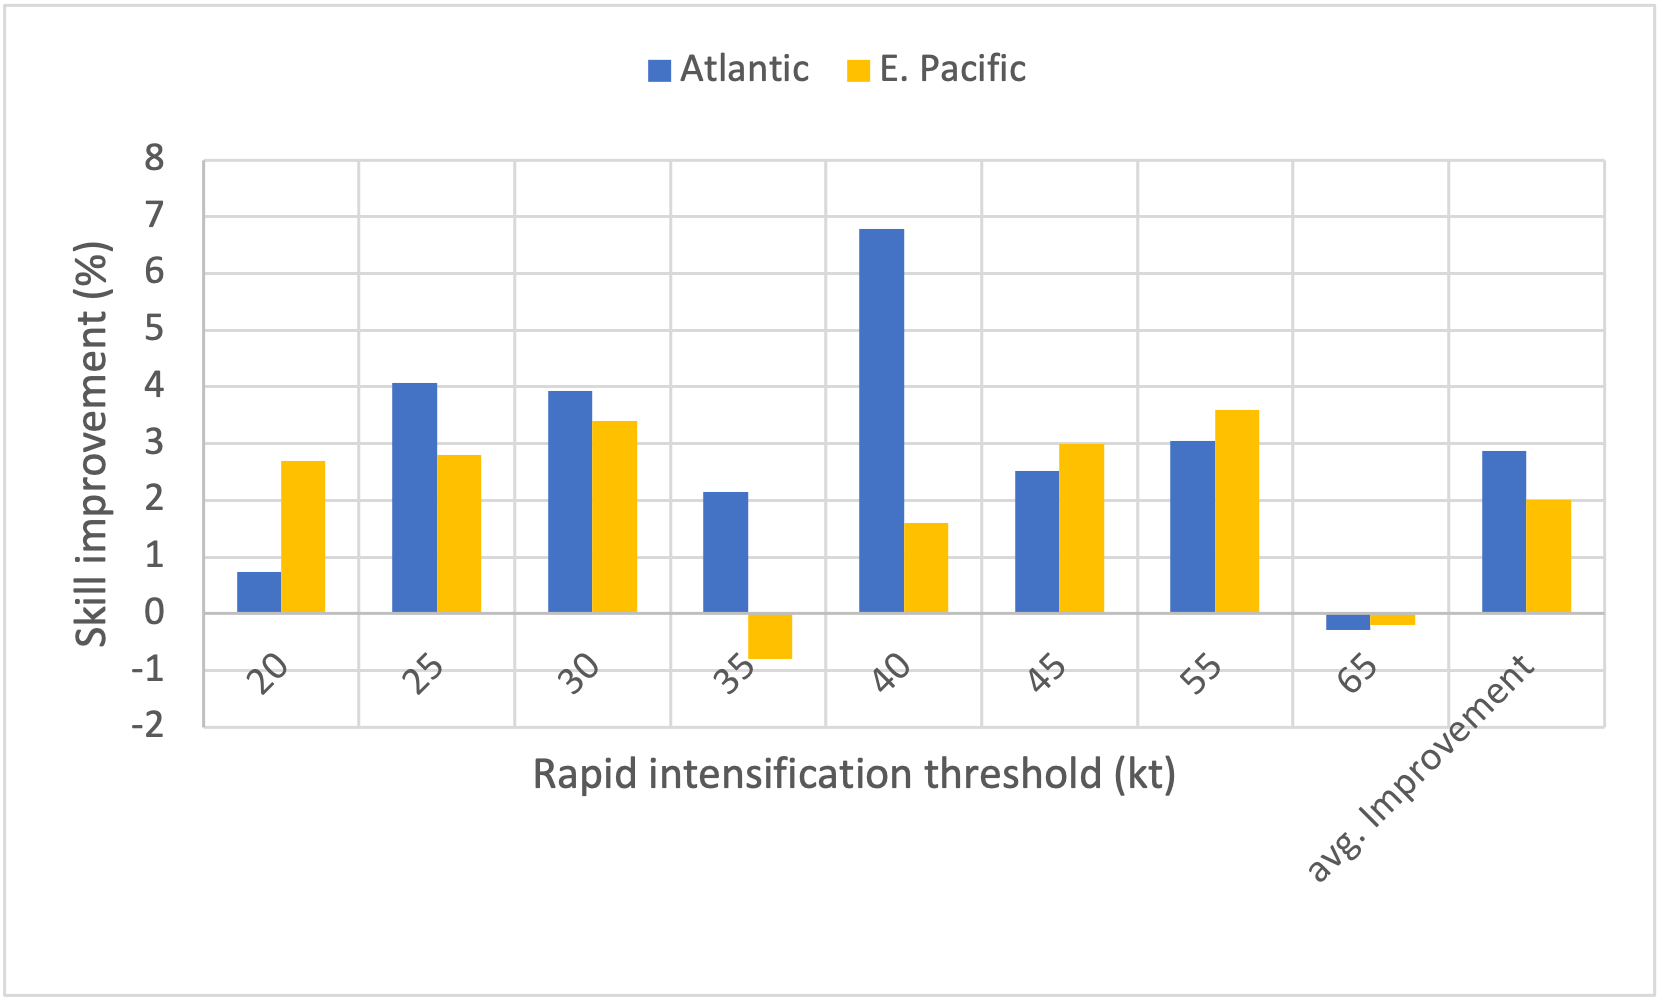 Atlantic E. Pacific
8
7
6
5
4
3
2
1
0
-1
-2
Skill improvement (%)
20 25 30 35 40 45 55 65 avg. Improvement
Rapid intensification threshold (kt)